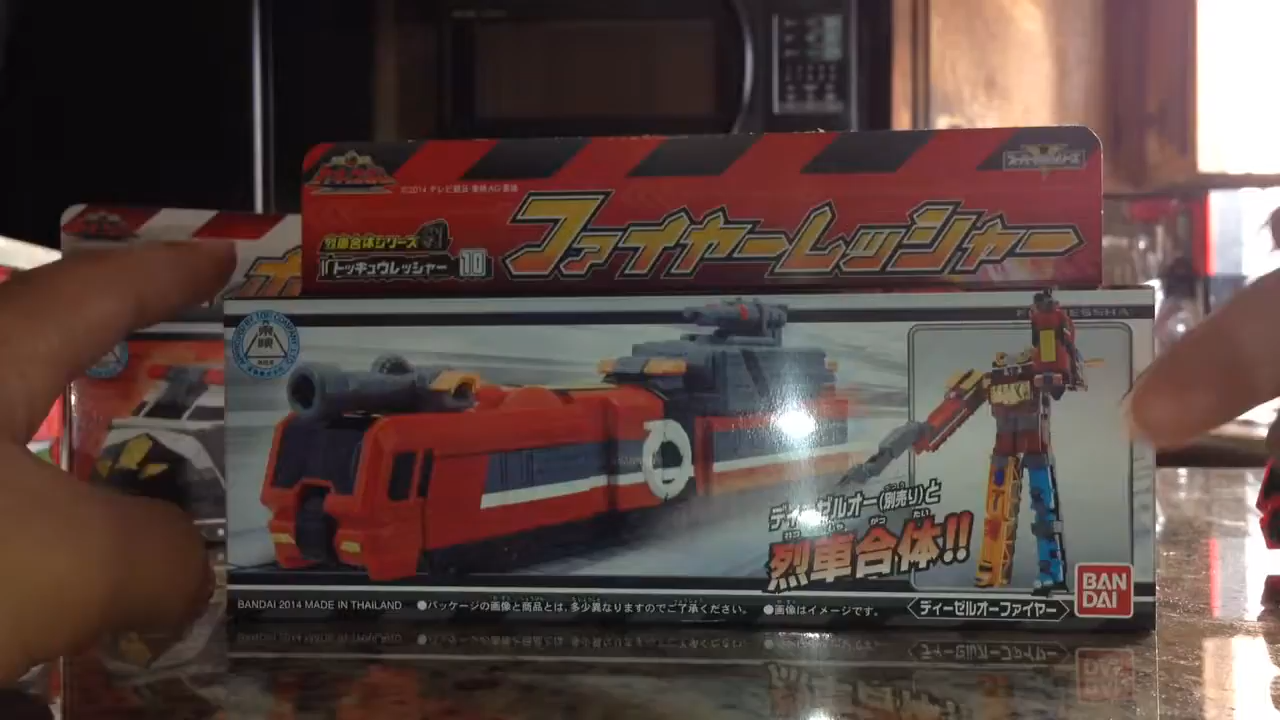 ©2014 テレビ朝日・東映AG・東映
烈車合体シリーズ
トッキュウレッシャー 10
ファイヤーレッシャー
ディーゼルオー(別売り)と
烈車合体!!
BANDAI 2014 MADE IN THAILAND ●パッケージの画像と商品とは、多少異なりますのでご了承ください。 ●画像はイメージです。
ディーゼルオーファイヤー
BAN
DAI